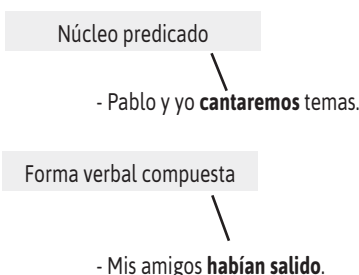 Núcleo predicado
- Pablo y yo cantaremos temas.
Forma verbal compuesta
- Mis amigos habían salido.